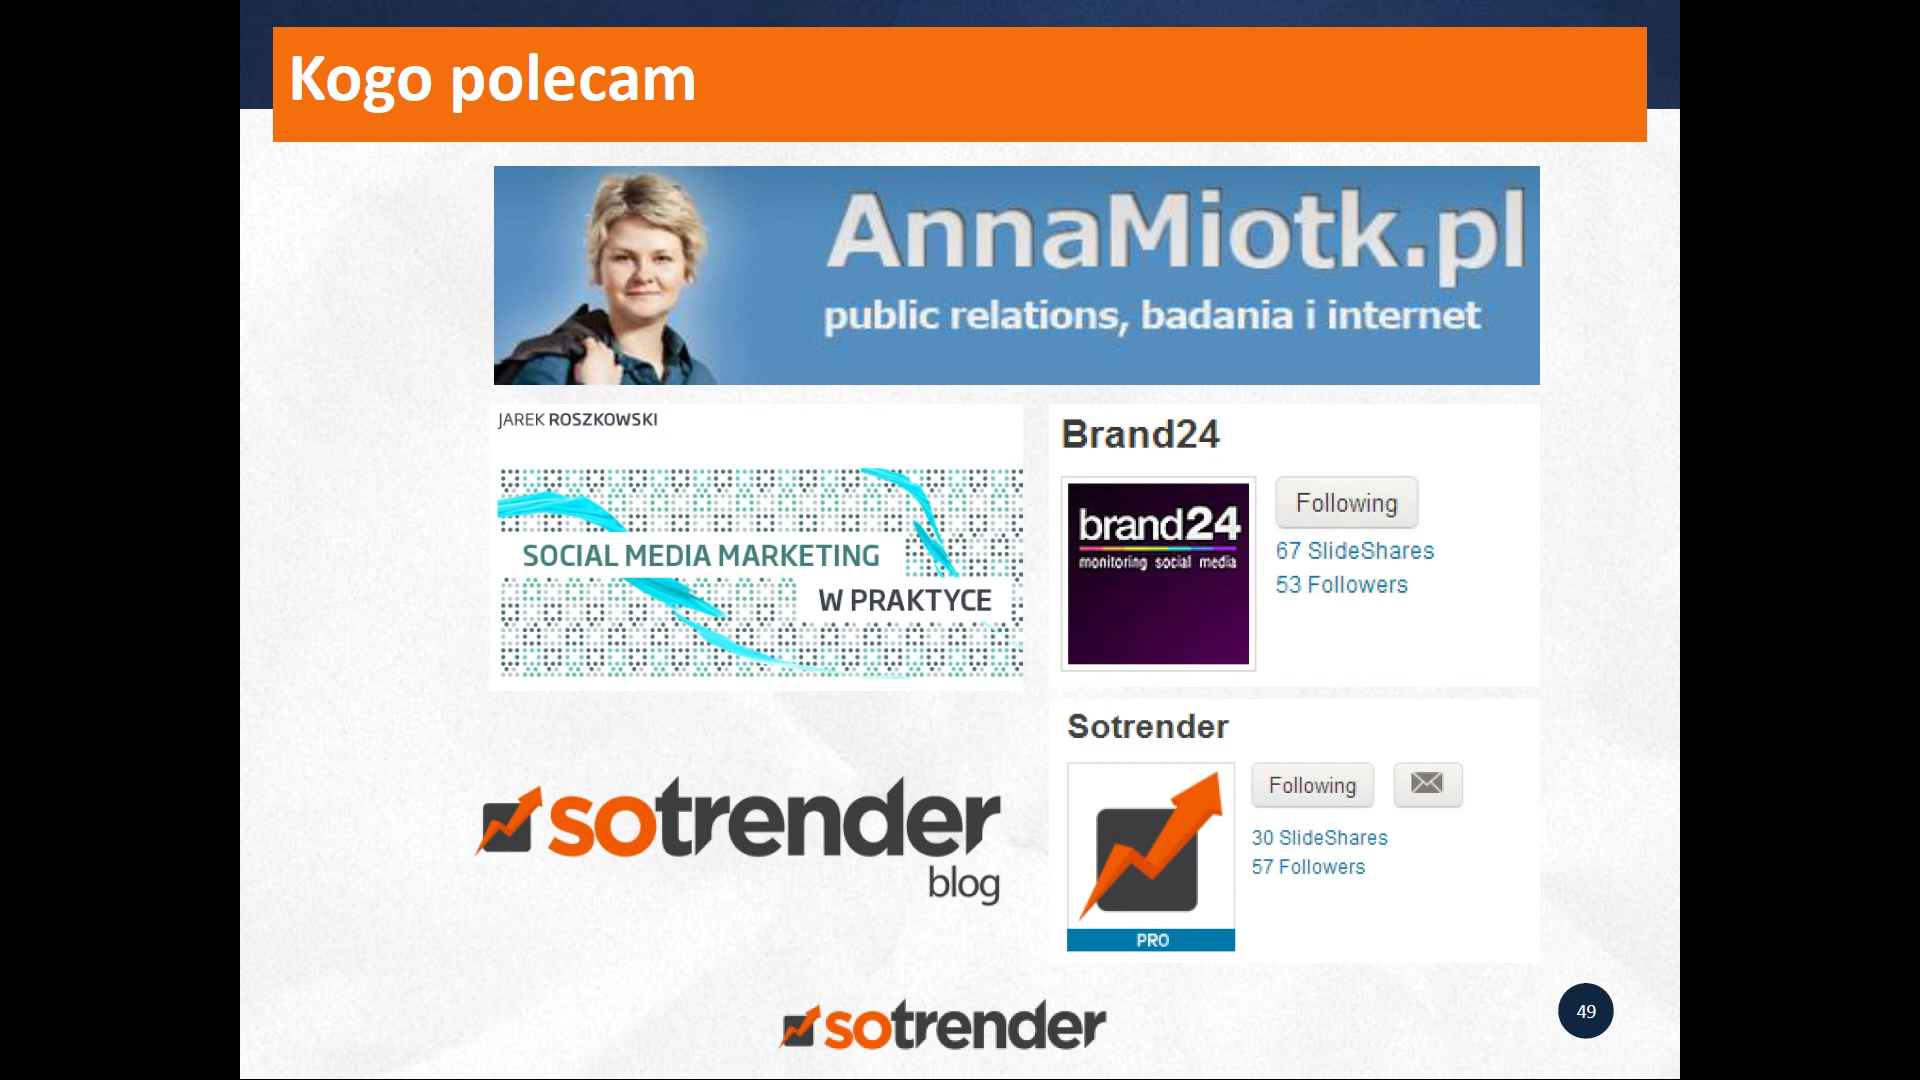 Kogo polecam
AnnaMiotk.pl
public relations, badania i internet
JAREK ROSZKOWSKI
SOCIAL MEDIA MARKETING
W PRAKTYCE
Brand24
brand24
monitoring social media
Following
67 SlideShares
53 Followers
sotrender
blog
Sotrender
PRO
Following
30 SlideShares
57 Followers
sotrender
49